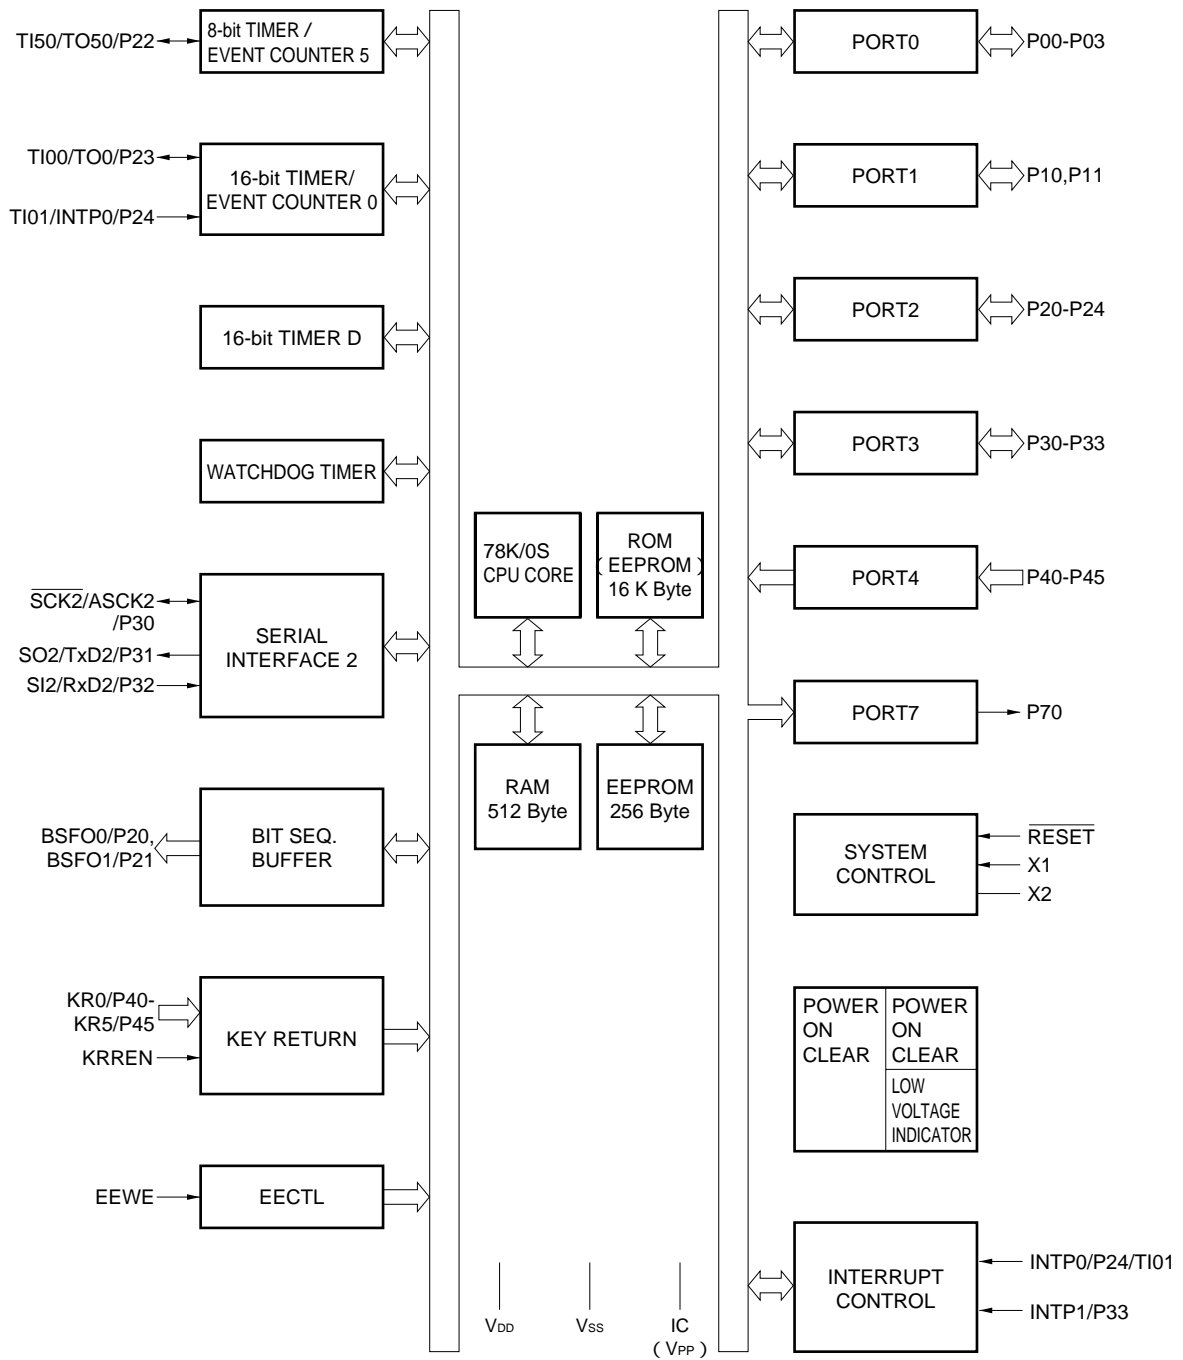 TI50/TO50/P22
8-bit TIMER /
EVENT COUNTER 5
TI00/TO0/P23
TI01/INTP0/P24
16-bit TIMER/
EVENT COUNTER 0
16-bit TIMER D
WATCHDOG TIMER
SCK2/ASCK2
/P30
SO2/TxD2/P31
SI2/RxD2/P32
SERIAL
INTERFACE 2
BSFO0/P20,
BSFO1/P21
BIT SEQ.
BUFFER
KR0/P40-
KR5/P45
KRREN
KEY RETURN
EEWE
EECTL
78K/0S
CPU CORE
ROM
( EEPROM )
16 K Byte
RAM
512 Byte
EEPROM
256 Byte
VDD
VSS
IC
( VPP )
PORT0
P00-P03
PORT1
P10,P11
PORT2
P20-P24
PORT3
P30-P33
PORT4
P40-P45
PORT7
P70
SYSTEM
CONTROL
RESET
X1
X2
POWER
ON
CLEAR
POWER
ON
CLEAR
LOW
VOLTAGE
INDICATOR
INTERRUPT
CONTROL
INTP0/P24/TI01
INTP1/P33